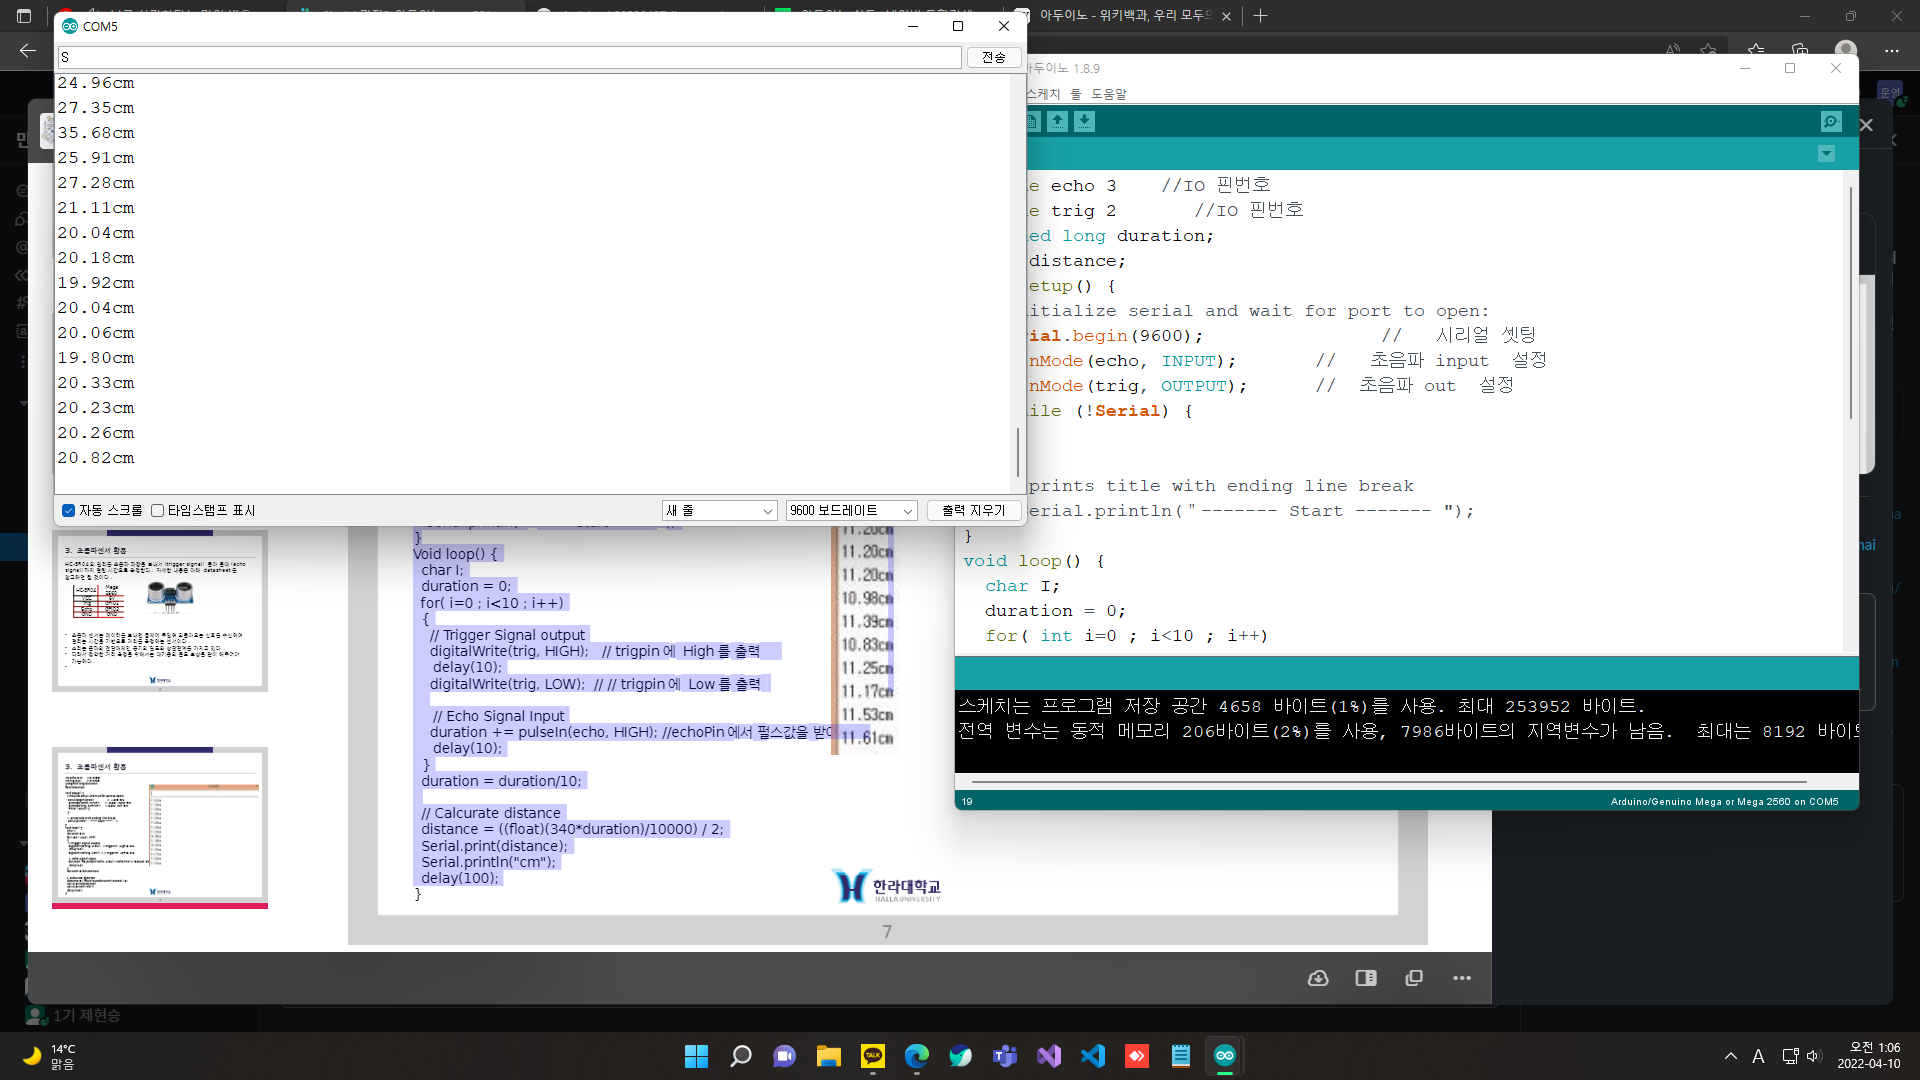 아두이노 - 위키백과, 우리 모두의
COM5
S
전송
24.96cm
27.35cm
35.68cm
25.91cm
27.28cm
21.11cm
20.04cm
20.18cm
19.92cm
20.04cm
20.06cm
19.80cm
20.33cm
20.23cm
20.26cm
20.82cm
자동 스크롤
타임스탬프 표시
새 줄
9600 보드레이트
출력 지우기
아두이노 1.8.9
스케치 툴 도움말
e echo 3 //IO 핀번호
e trig 2 //IO 핀번호
ed long duration;
distance;
etup() {
itialize serial and wait for port to open:
ial.begin(9600); // 시리얼 셋팅
nMode(echo, INPUT); // 초음파 input 설정
nMode(trig, OUTPUT); // 초음파 out 설정
ile (!Serial) {
prints title with ending line break
Serial.println("------- Start ------- ");
}
void loop() {
char I;
duration = 0;
for( int i=0 ; i<10 ; i++)
스케치는 프로그램 저장 공간 4658 바이트(1%)를 사용. 최대 253952 바이트.
전역 변수는 동적 메모리 206바이트(2%)를 사용, 7986바이트의 지역변수가 남음. 최대는 8192 바이트
19
Arduino/Genuino Mega or Mega 2560 on COM5
}
Void loop() {
char I;
duration = 0;
for( i=0 ; i<10 ; i++)
{
// Trigger Signal output
digitalWrite(trig, HIGH); // trigpin 에 High 를 출력
delay(10);
digitalWrite(trig, LOW); // // trigpin 에 Low 를 출력
// Echo Signal Input
duration += pulseIn(echo, HIGH); //echoPin 에서 펄스값을 받아
delay(10);
}
duration = duration/10;
// Calcurate distance
distance = ((float)(340*duration)/10000) / 2;
Serial.print(distance);
Serial.println("cm");
delay(100);
}
11.20cm
11.20cm
11.20cm
10.98cm
11.39cm
10.83cm
11.25cm
11.17cm
11.53cm
11.61cm
한라대학교
HALLA UNIVERSITY
7
3. 초음파센서 활용
3. 초음파센서 활용
1기 제현승
14°C
맑음
TALK
A
오전 1:06
2022-04-10